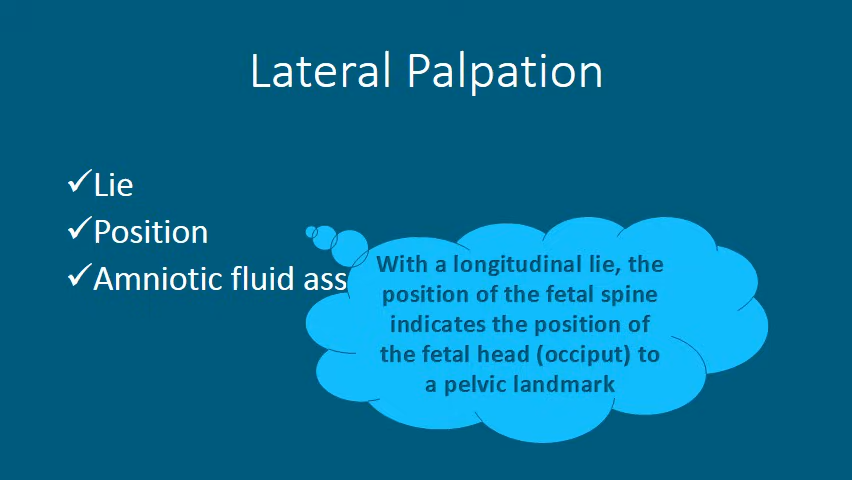 Lateral Palpation
✓Lie
✓Position
✓Amniotic fluid ass
With a longitudinal lie, the
position of the fetal spine
indicates the position of
the fetal head (occiput) to
a pelvic landmark